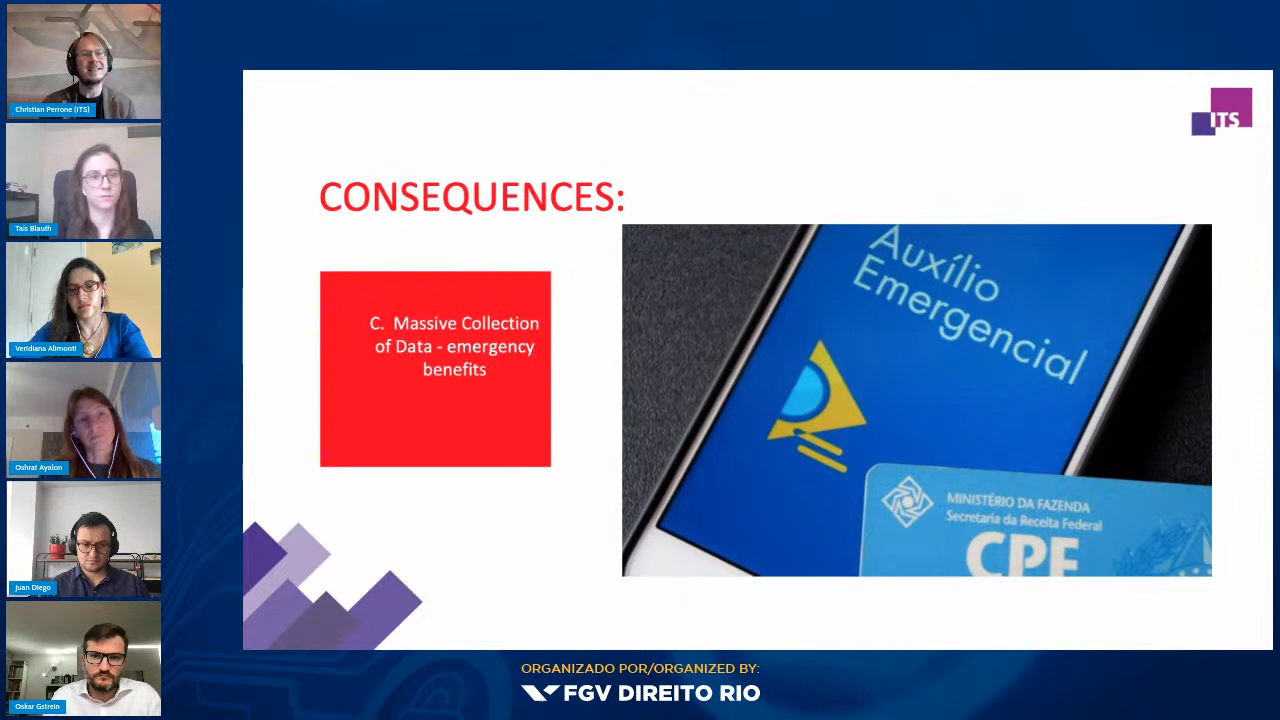 Christian Perrone (ITS)
Taís Blauth
Veridiana Alimonti
Oshrat Ayalon
Juan Diego
Oskar Gstrein
ITS
CONSEQUENCES:
C. Massive Collection
of Data - emergency
benefits
Auxílio
Emergencial
MINISTÉRIO DA FAZENDA
Secretaria da Receita Federal
CPF
ORGANIZADO POR/ORGANIZED BY:
FGV DIREITO RIO